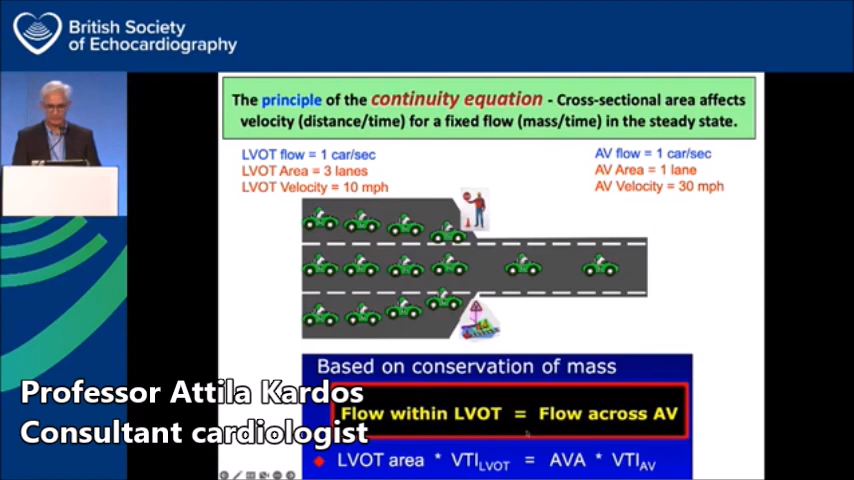 British Society
of Echocardiography
The principle of the continuity equation - Cross-sectional area affects
velocity (distance/time) for a fixed flow (mass/time) in the steady state.
LVOT flow = 1 car/sec
LVOT Area = 3 lanes
LVOT Velocity = 10 mph
AV flow = 1 car/sec
AV Area = 1 lane
AV Velocity = 30 mph
Based on conservation of mass
Flow within LVOT = Flow across AV
LVOT area * VTILVOT = AVA * VTIAV
Professor Attila Kardos
Consultant cardiologist